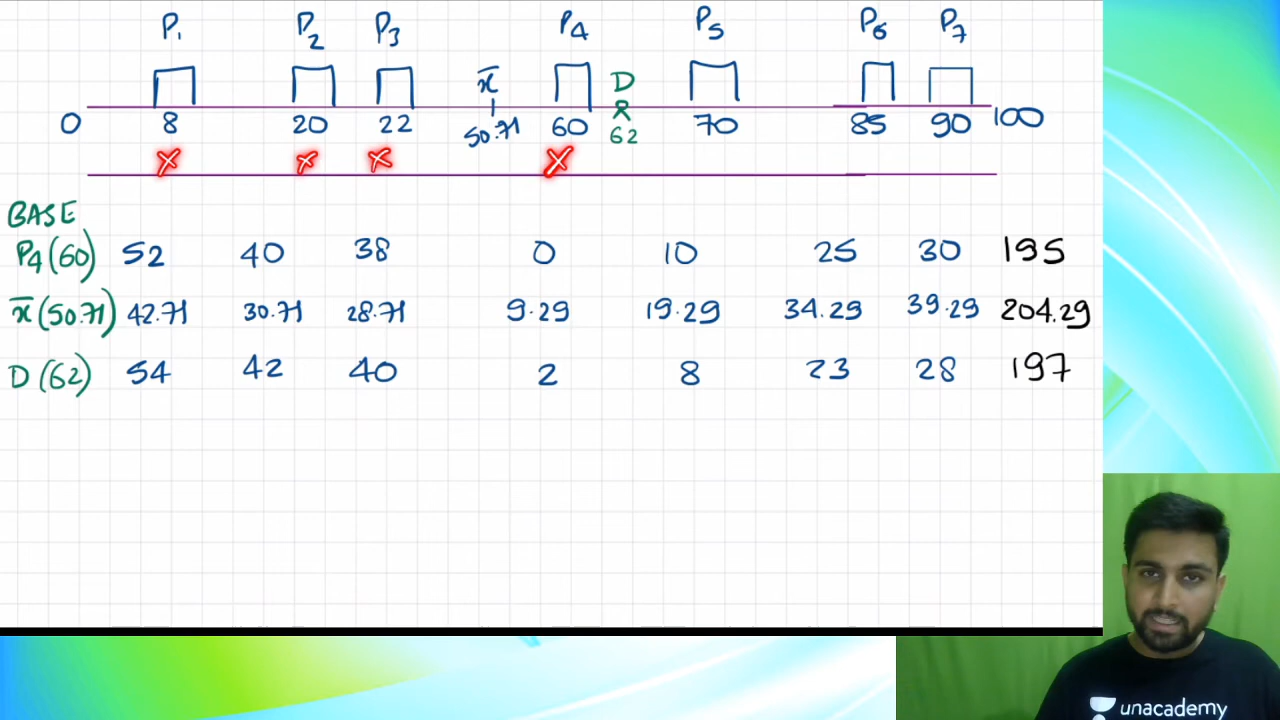 P₁ P₂ P₃ P₄ P₅ P₆ P₇
x̄ D
0 8 20 22 50.71 60 62 70 85 90 100
BASE
P₄(60) 52 40 38 0 10 25 30 195
x̄(50.71) 42.71 30.71 28.71 9.29 19.29 34.29 39.29 204.29
D(62) 54 42 40 2 8 23 28 197
unacademy